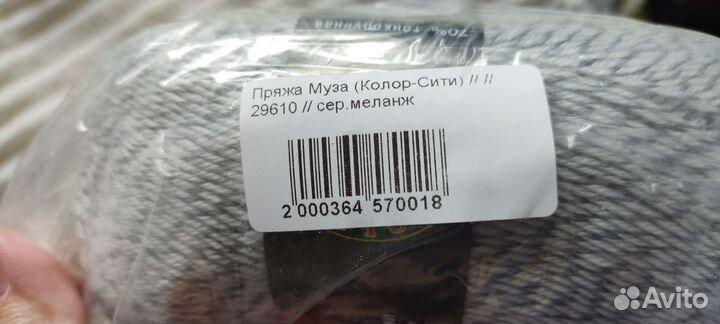 70% тонкорунная
Пряжа Муза (Колор-Сити) // //
29610 // сер.меланж
2 000364 570018
Avito